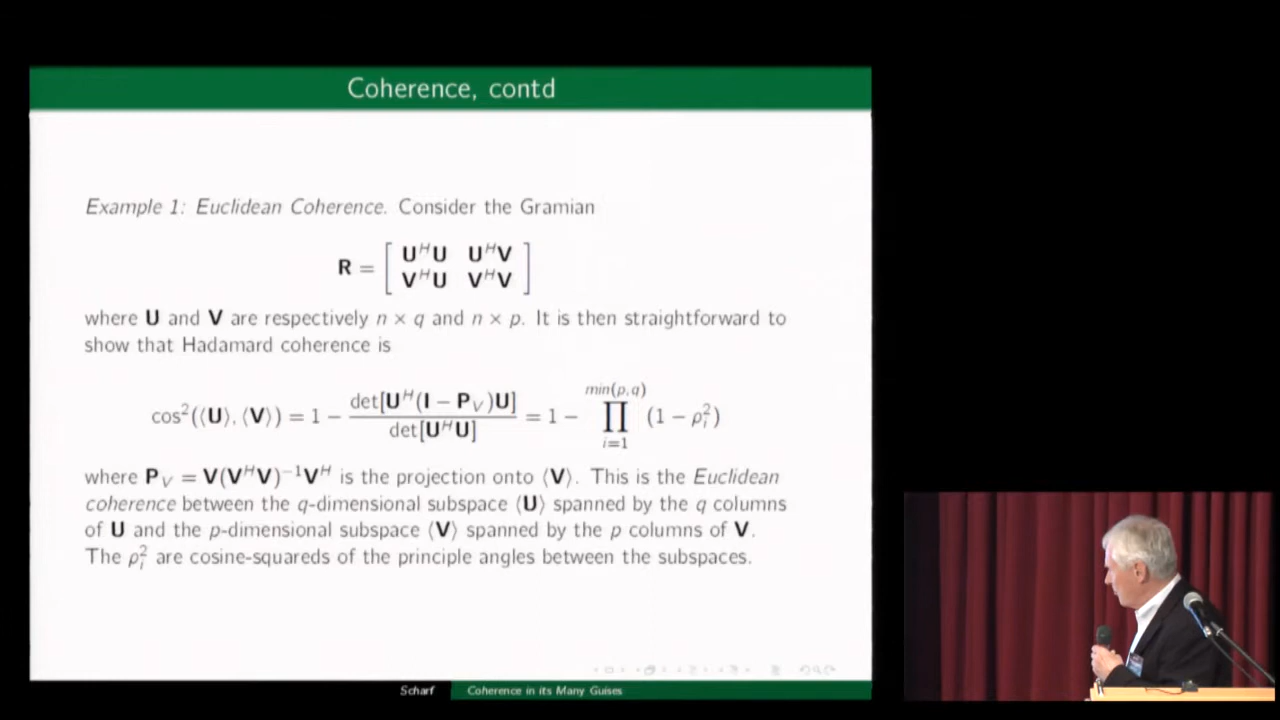 Coherence, contd
Example 1: Euclidean Coherence. Consider the Gramian
R = [ U^H U  U^H V
V^H U  V^H V ]
where U and V are respectively n × q and n × p. It is then straightforward to
show that Hadamard coherence is
cos²(⟨U⟩, ⟨V⟩) = 1 − det[U^H(I − P_V)U] / det[U^H U] = 1 − ∏_{i=1}^{min(p,q)} (1 − ρ_i²)
where P_V = V(V^H V)^{−1}V^H is the projection onto ⟨V⟩. This is the Euclidean
coherence between the q-dimensional subspace ⟨U⟩ spanned by the q columns
of U and the p-dimensional subspace ⟨V⟩ spanned by the p columns of V.
The ρ_i² are cosine-squareds of the principle angles between the subspaces.
Scharf Coherence in its Many Guises